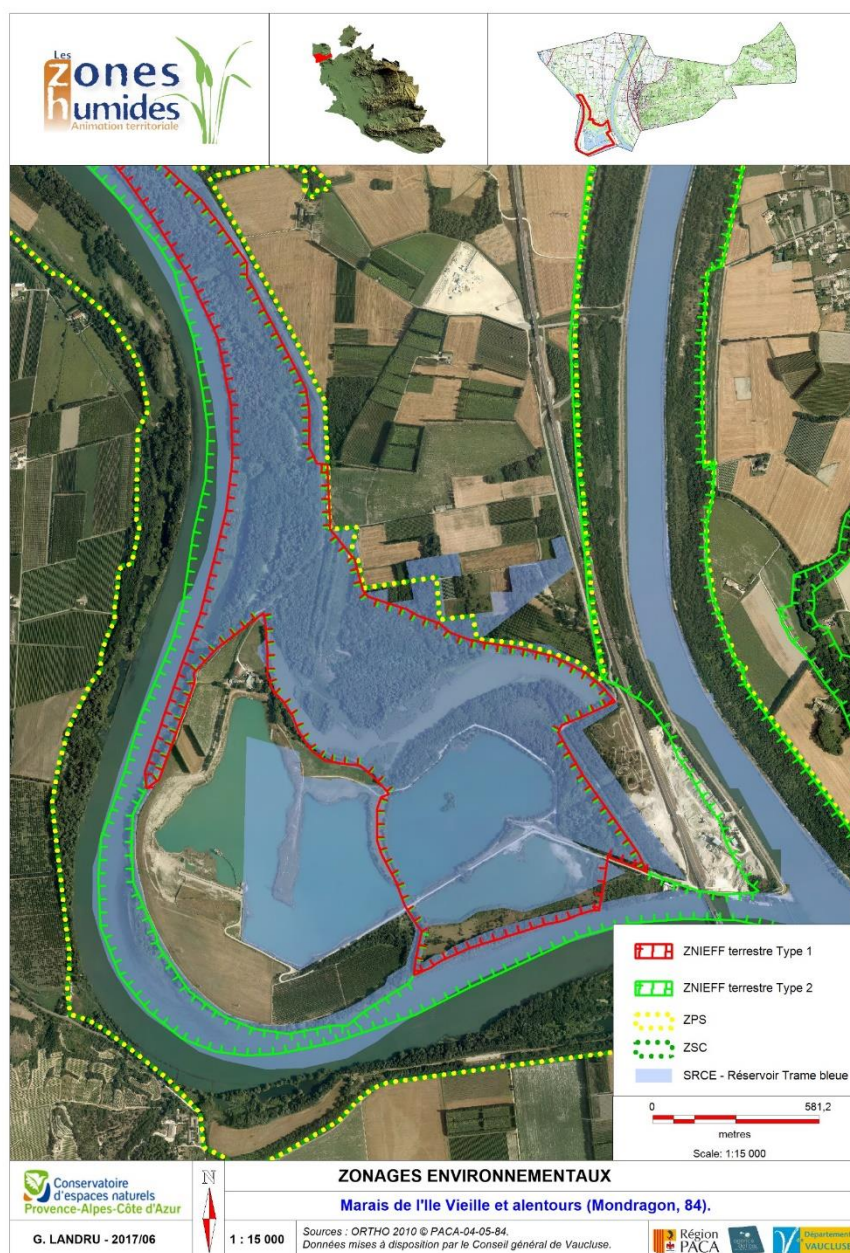 Les
zones
humides
Animation territoriale
ZNIEFF terrestre Type 1
ZNIEFF terrestre Type 2
ZPS
ZSC
SRCE - Réservoir Trame bleue
0 581,2
metres
Scale: 1:15 000
Conservatoire
d'espaces naturels
Provence-Alpes-Côte d'Azur
N
ZONAGES ENVIRONNEMENTAUX
Marais de l'Ile Vieille et alentours (Mondragon, 84).
G. LANDRU - 2017/06
1 : 15 000
Sources : ORTHO 2010 © PACA-04-05-84.
Données mises à disposition par le Conseil général de Vaucluse.
Région
PACA
Département
VAUCLUSE